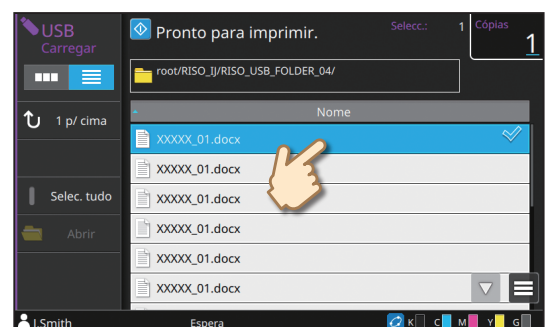 USB
Carregar
Pronto para imprimir.
Selecc.: 1
Cópias
1
root/RISO_IJ/RISO_USB_FOLDER_04/
1 p/ cima
Selec. tudo
Abrir
Nome
XXXXX_01.docx
XXXXX_01.docx
XXXXX_01.docx
XXXXX_01.docx
XXXXX_01.docx
XXXXX_01.docx
J.Smith
Espera
K C M Y G